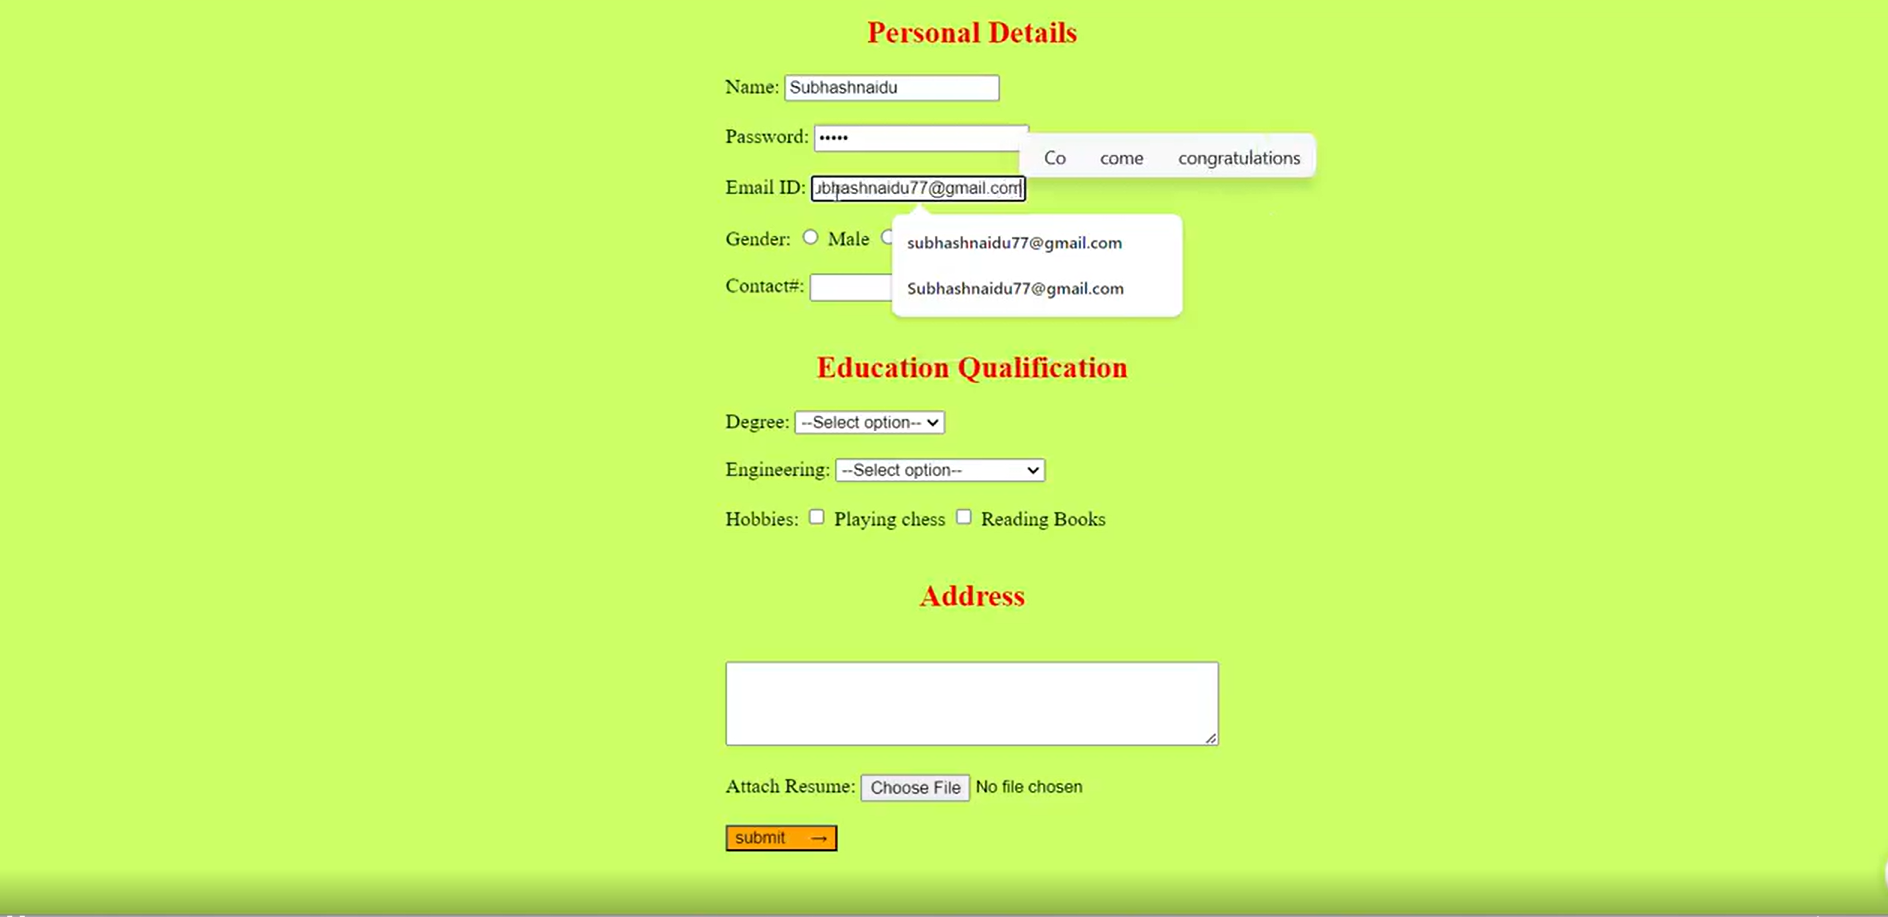 Personal Details
Name: Subhashnaidu
Password: •••••
Co come congratulations
Email ID: ubhashnaidu77@gmail.com
Gender: Male
subhashnaidu77@gmail.com
Contact#:
Subhashnaidu77@gmail.com
Education Qualification
Degree: --Select option--
Engineering: --Select option--
Hobbies: Playing chess Reading Books
Address
Attach Resume: Choose File No file chosen
submit →